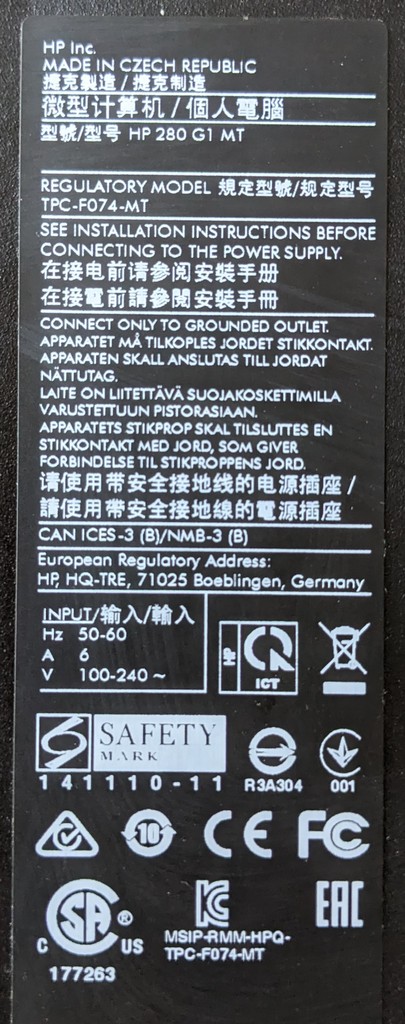 HP Inc.
MADE IN CZECH REPUBLIC
捷克製造 / 捷克制造
微型计算机 / 個人電腦
型號/型号 HP 280 G1 MT
REGULATORY MODEL 規定型號/规定型号
TPC-F074-MT
SEE INSTALLATION INSTRUCTIONS BEFORE
CONNECTING TO THE POWER SUPPLY.
在接电前请参阅安装手册
在接電前請參閱安裝手冊
CONNECT ONLY TO GROUNDED OUTLET.
APPARATET MÅ TILKOPLES JORDET STIKKONTAKT.
APPARATEN SKALL ANSLUTAS TILL JORDAT
NÄTTUTAG.
LAITE ON LIITETTÄVÄ SUOJAKOSKETTIMILLA
VARUSTETTUUN PISTORASIAAN.
APPARATETS STIKPROP SKAL TILSLUTTES EN
STIKKONTAKT MED JORD, SOM GIVER
FORBINDELSE TIL STIKPROPPENS JORD.
请使用带安全接地线的电源插座 /
請使用帶安全接地線的電源插座
CAN ICES-3 (B)/NMB-3 (B)
European Regulatory Address:
HP, HQ-TRE, 71025 Boeblingen, Germany
INPUT/输入/輸入
Hz 50-60
A 6
V 100-240 ~
HP
ICT
SAFETY
MARK
141110-11
R3A304
001
10
CE
FC
SA
C ® US
177263
KC
MSIP-RMM-HPQ-
TPC-F074-MT
EAC